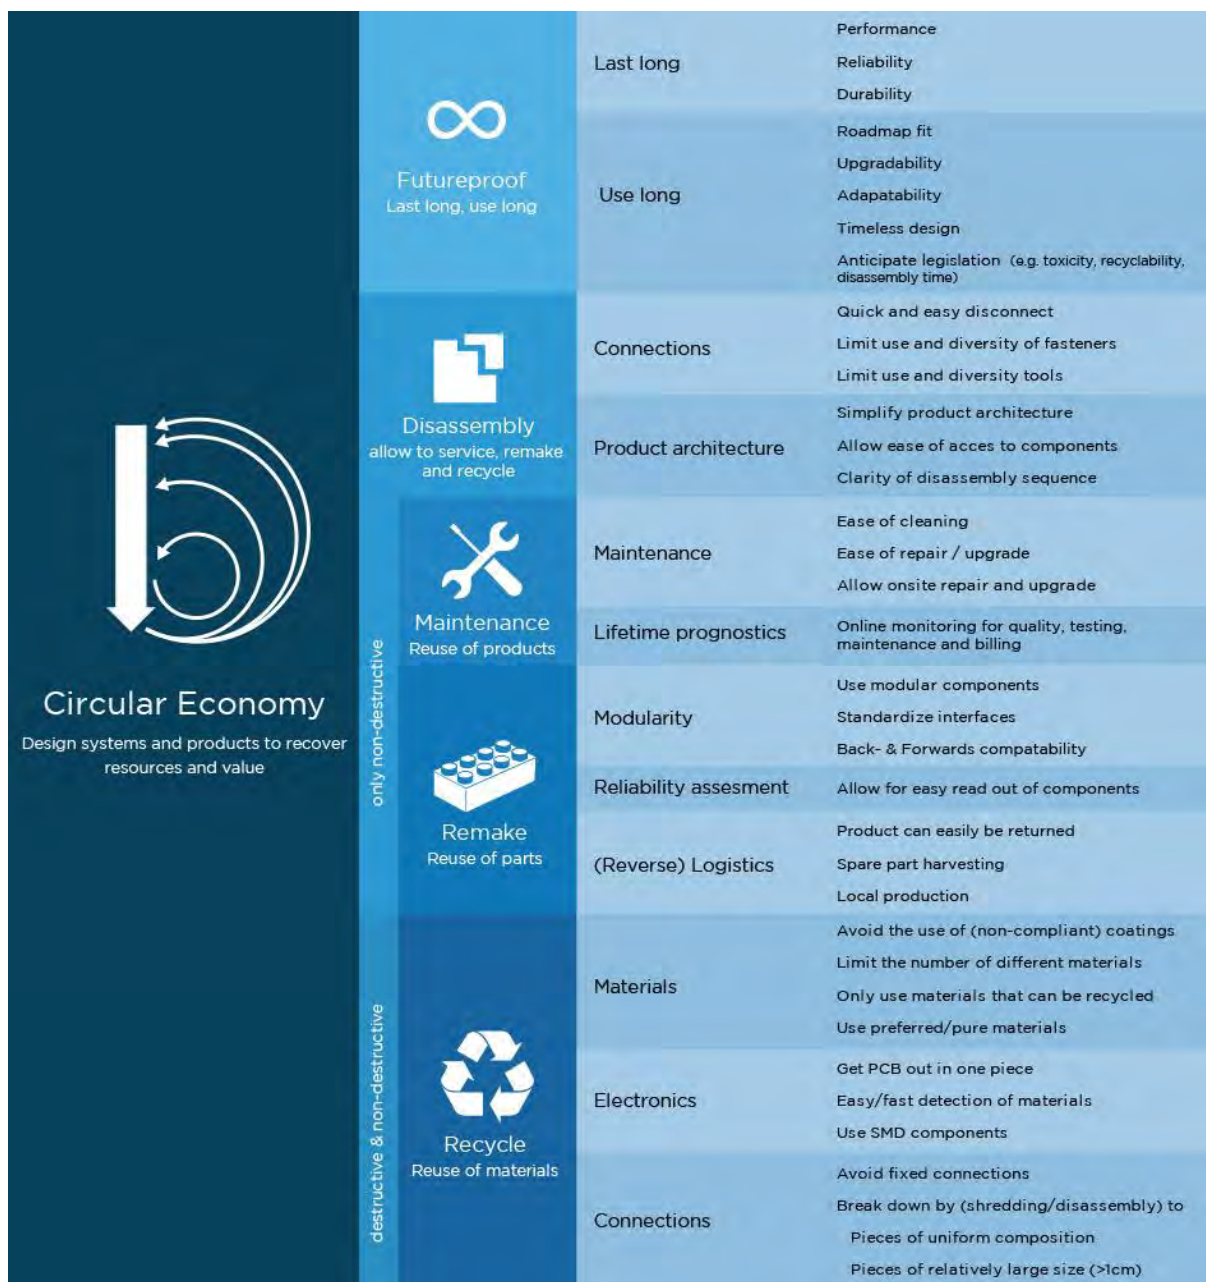 Circular Economy
Design systems and products to recover
resources and value
Futureproof
Last long, use long
Last long
Performance
Reliability
Durability
Use long
Roadmap fit
Upgradability
Adapatability
Timeless design
Anticipate legislation (e.g. toxicity, recyclability,
disassembly time)
Disassembly
allow to service, remake
and recycle
Connections
Quick and easy disconnect
Limit use and diversity of fasteners
Limit use and diversity tools
Product architecture
Simplify product architecture
Allow ease of acces to components
Clarity of disassembly sequence
only non-destructive
Maintenance
Reuse of products
Maintenance
Ease of cleaning
Ease of repair / upgrade
Allow onsite repair and upgrade
Lifetime prognostics
Online monitoring for quality, testing,
maintenance and billing
Remake
Reuse of parts
Modularity
Use modular components
Standardize interfaces
Back- & Forwards compatability
Reliability assesment
Allow for easy read out of components
(Reverse) Logistics
Product can easily be returned
Spare part harvesting
Local production
destructive & non-destructive
Recycle
Reuse of materials
Materials
Avoid the use of (non-compliant) coatings
Limit the number of different materials
Only use materials that can be recycled
Use preferred/pure materials
Electronics
Get PCB out in one piece
Easy/fast detection of materials
Use SMD components
Connections
Avoid fixed connections
Break down by (shredding/disassembly) to
Pieces of uniform composition
Pieces of relatively large size (>1cm)